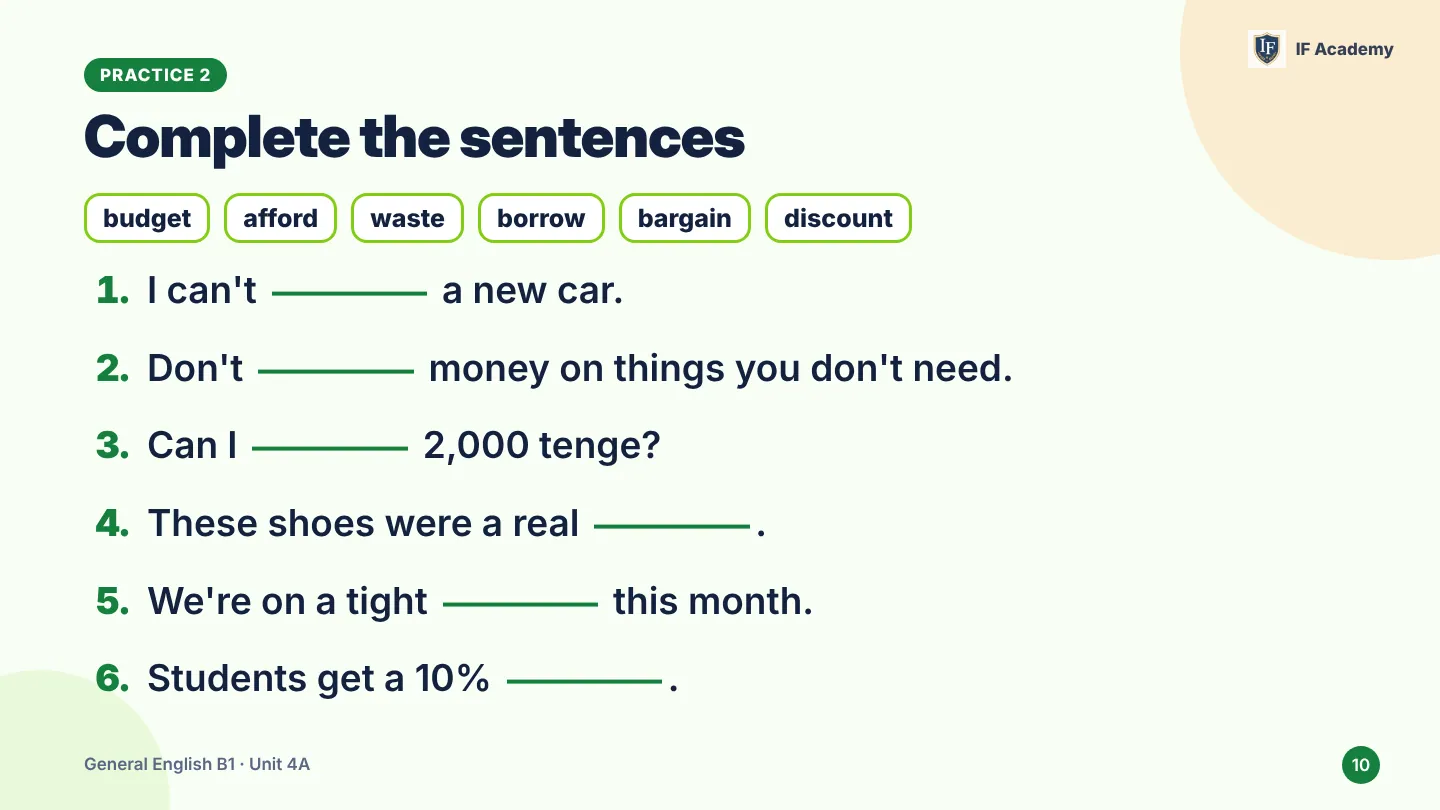 IF
IF Academy
PRACTICE 2
Complete the sentences
budget afford waste borrow bargain discount
1. I can't ________ a new car.
2. Don't ________ money on things you don't need.
3. Can I ________ 2,000 tenge?
4. These shoes were a real ________.
5. We're on a tight ________ this month.
6. Students get a 10% ________.
General English B1 · Unit 4A
10